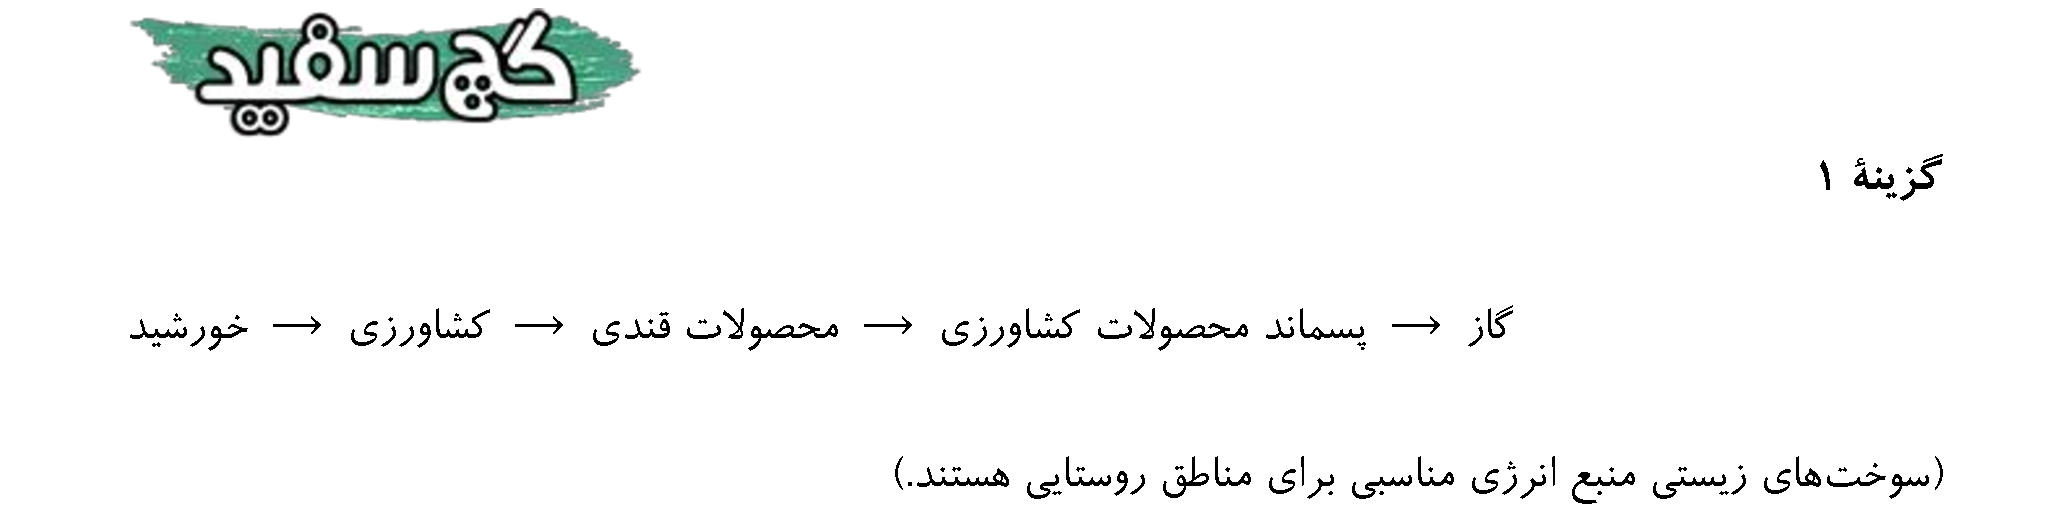 گچ سفید
گزینهٔ ۱
خورشید ⟶ کشاورزی ⟶ محصولات قندی ⟶ پسماند محصولات کشاورزی ⟶ گاز
(سوخت‌های زیستی منبع انرژی مناسبی برای مناطق روستایی هستند.)